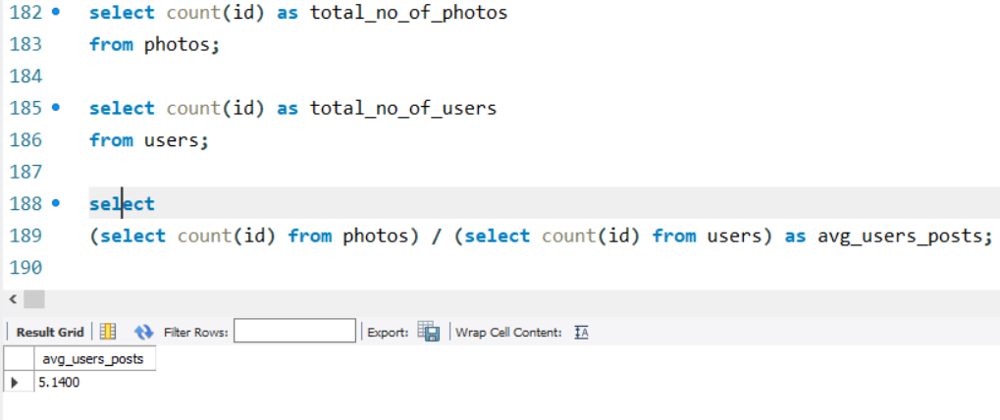 182 select count(id) as total_no_of_photos
183 from photos;
184
185 select count(id) as total_no_of_users
186 from users;
187
188 select
189 (select count(id) from photos) / (select count(id) from users) as avg_users_posts;
190
Result Grid Filter Rows: Export: Wrap Cell Content: IA
avg_users_posts
5.1400